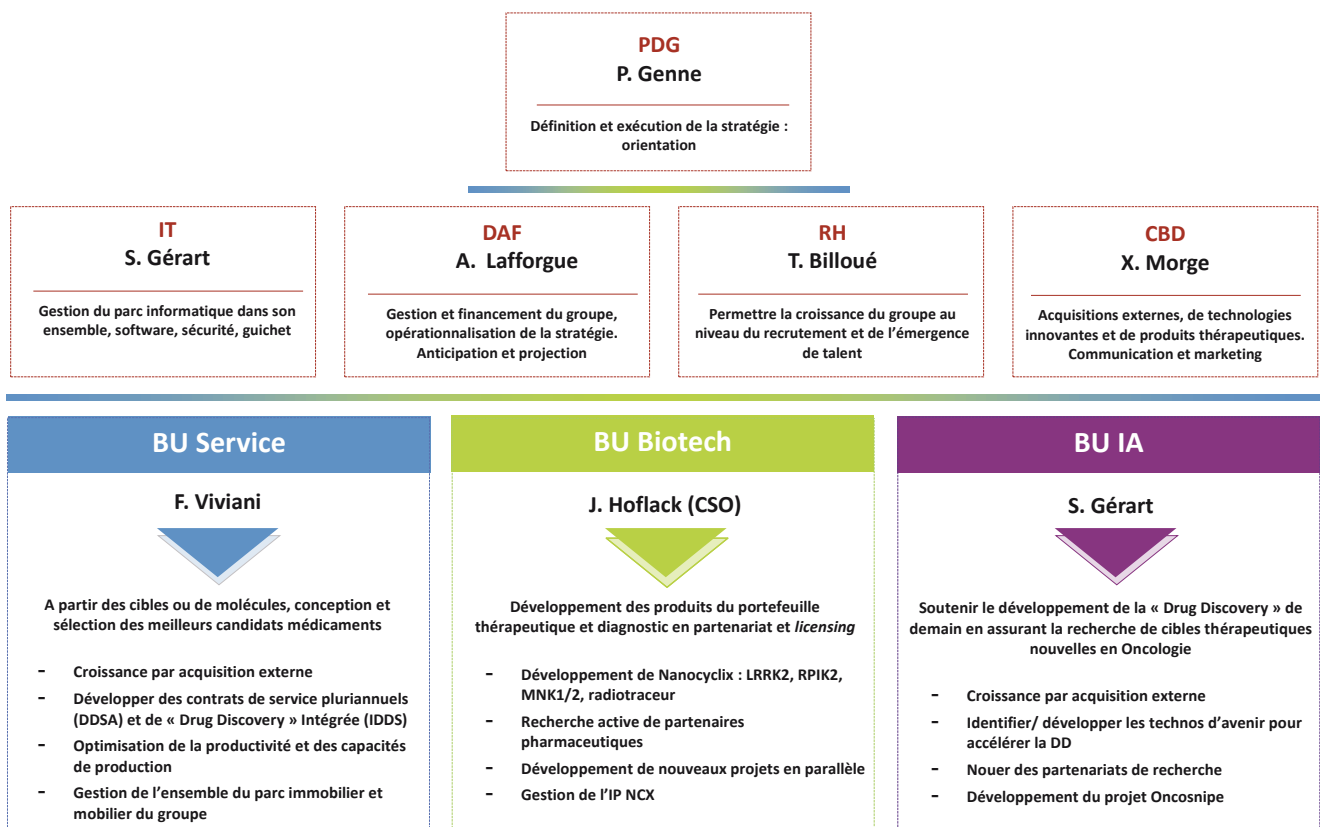 PDG
P. Genne
Définition et exécution de la stratégie :
orientation
IT
S. Gérart
Gestion du parc informatique dans son
ensemble, software, sécurité, guichet
DAF
A. Lafforgue
Gestion et financement du groupe,
opérationnalisation de la stratégie.
Anticipation et projection
RH
T. Billoué
Permettre la croissance du groupe au
niveau du recrutement et de l'émergence
de talent
CBD
X. Morge
Acquisitions externes, de technologies
innovantes et de produits thérapeutiques.
Communication et marketing
BU Service
F. Viviani
A partir des cibles ou de molécules, conception et
sélection des meilleurs candidats médicaments
- Croissance par acquisition externe
- Développer des contrats de service pluriannuels
(DDSA) et de « Drug Discovery » Intégrée (IDDS)
- Optimisation de la productivité et des capacités
de production
- Gestion de l'ensemble du parc immobilier et
mobilier du groupe
BU Biotech
J. Hoflack (CSO)
Développement des produits du portefeuille
thérapeutique et diagnostic en partenariat et licensing
- Développement de Nanocyclix : LRRK2, RPIK2,
MNK1/2, radiotraceur
- Recherche active de partenaires
pharmaceutiques
- Développement de nouveaux projets en parallèle
- Gestion de l'IP NCX
BU IA
S. Gérart
Soutenir le développement de la « Drug Discovery » de
demain en assurant la recherche de cibles thérapeutiques
nouvelles en Oncologie
- Croissance par acquisition externe
- Identifier/ développer les technos d'avenir pour
accélérer la DD
- Nouer des partenariats de recherche
- Développement du projet Oncosnipe